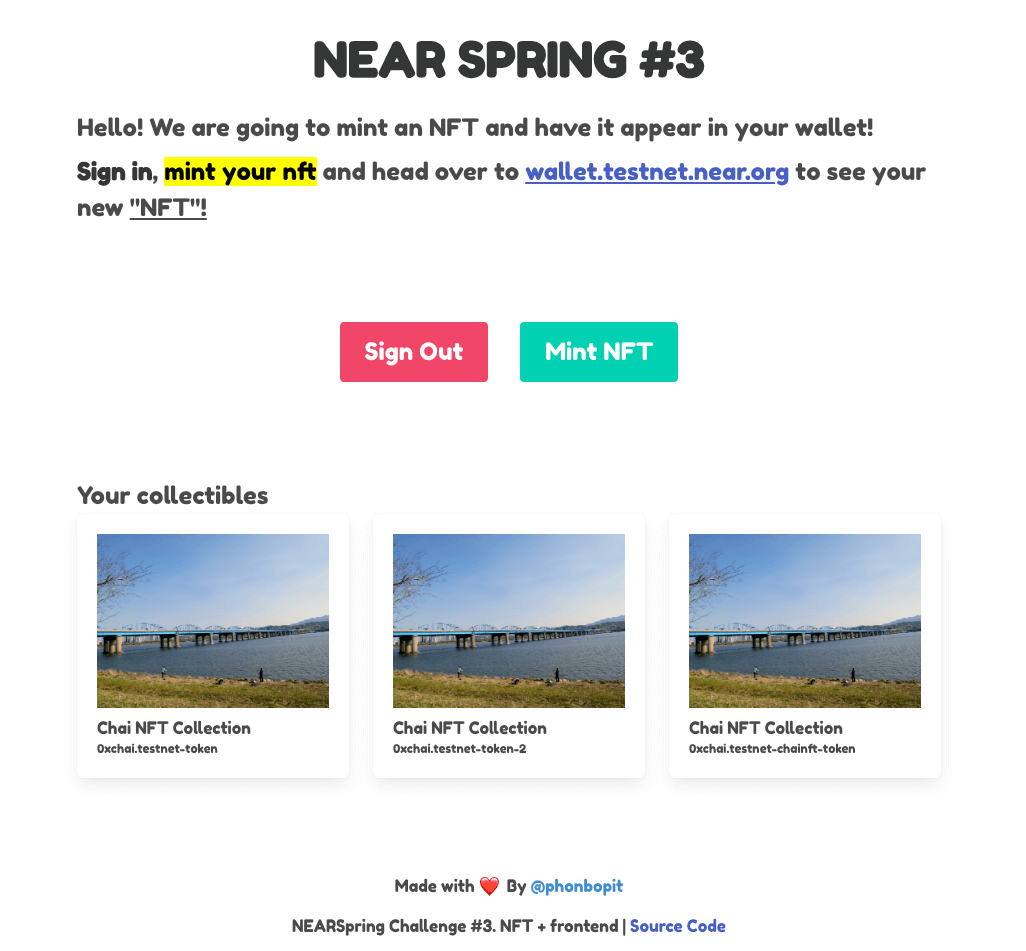 NEAR SPRING #3
Hello! We are going to mint an NFT and have it appear in your wallet!
Sign in, mint your nft and head over to wallet.testnet.near.org to see your
new "NFT"!
Sign Out
Mint NFT
Your collectibles
Chai NFT Collection
0xchai.testnet-token
Chai NFT Collection
0xchai.testnet-token-2
Chai NFT Collection
0xchai.testnet-chainft-token
Made with ❤️ By @phonbopit
NEARSpring Challenge #3. NFT + frontend | Source Code